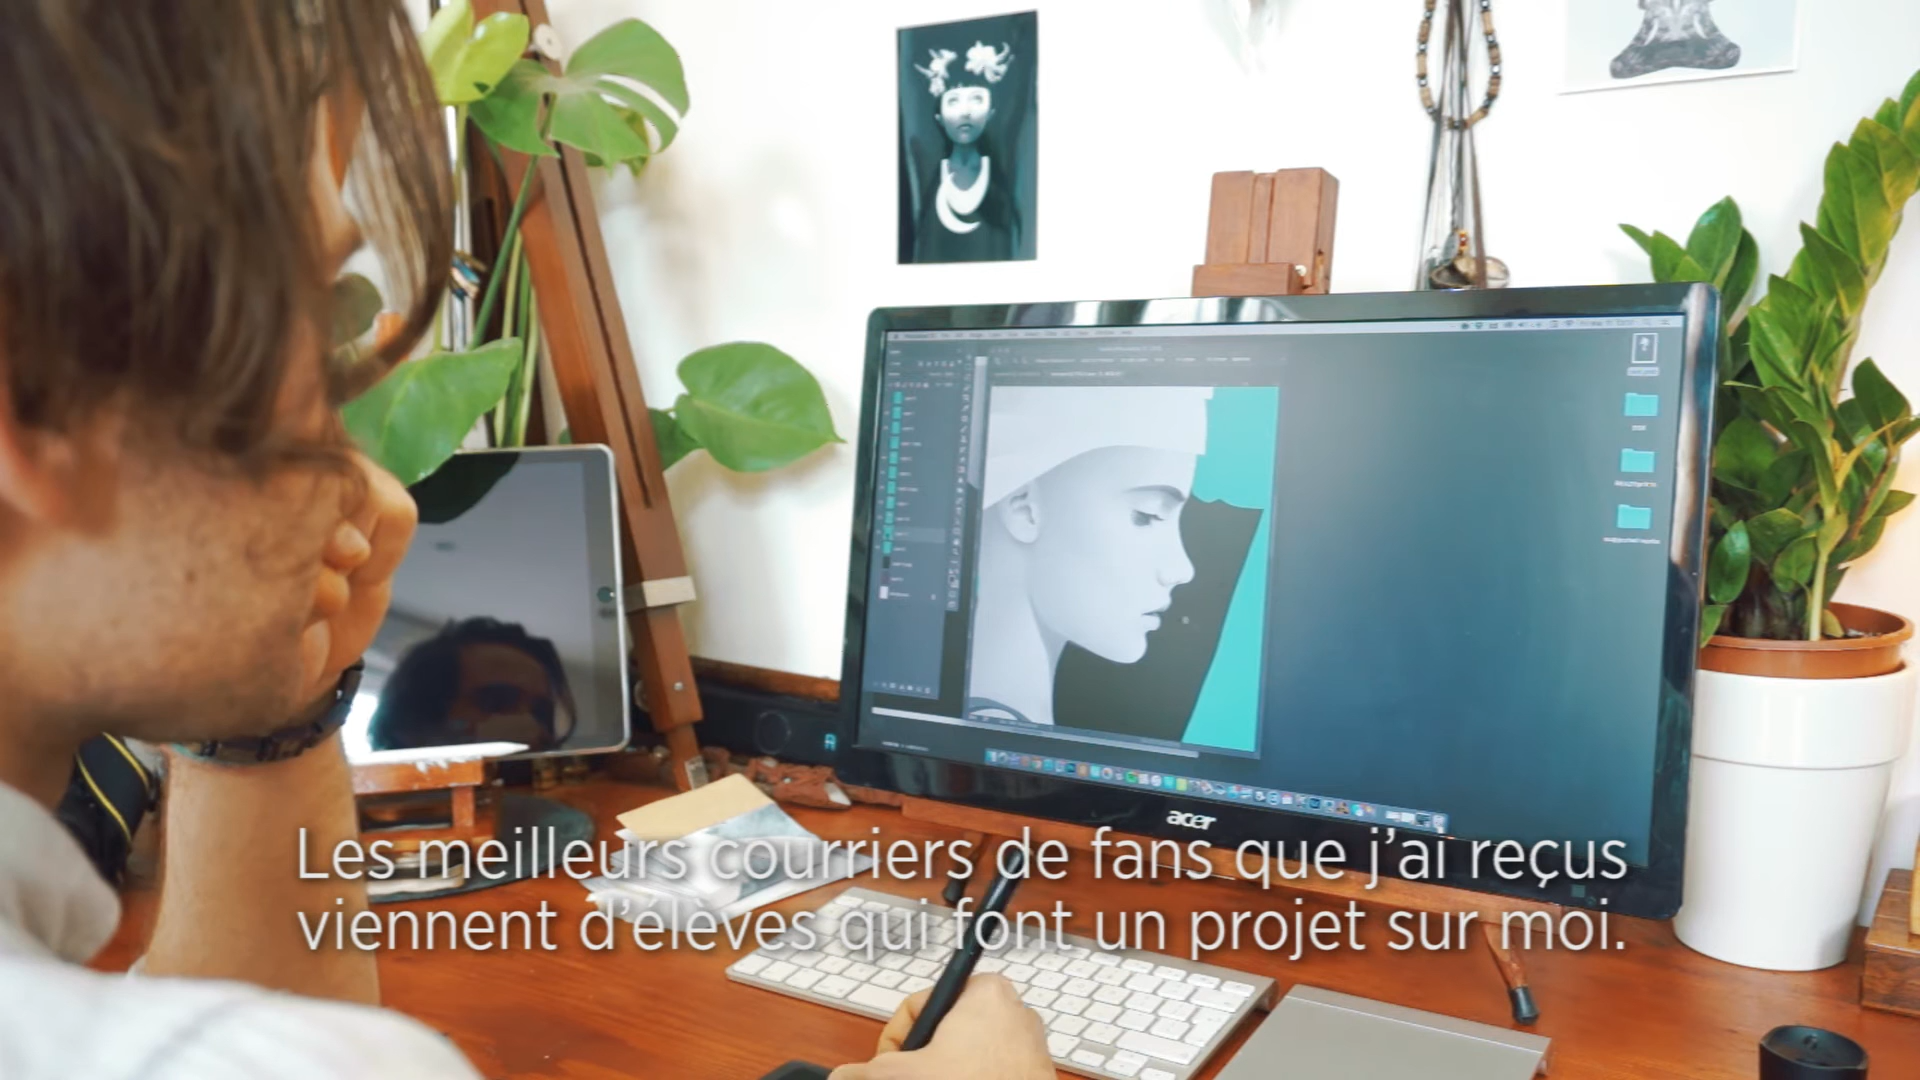 acer
Les meilleurs courriers de fans que j'ai reçus
viennent d'élèves qui font un projet sur moi.